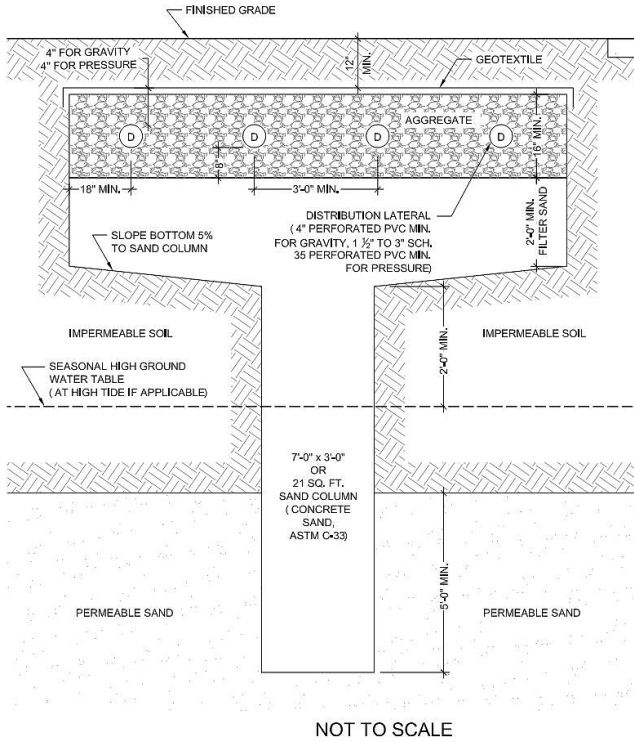 FINISHED GRADE
4" FOR GRAVITY
4" FOR PRESSURE
12"
MIN.
GEOTEXTILE
AGGREGATE
D
D
D
D
16" MIN.
8"
18" MIN.
3'-0" MIN.
DISTRIBUTION LATERAL
( 4" PERFORATED PVC MIN.
FOR GRAVITY, 1 ½" TO 3" SCH.
35 PERFORATED PVC MIN.
FOR PRESSURE)
2'-0" MIN.
FILTER SAND
SLOPE BOTTOM 5%
TO SAND COLUMN
IMPERMEABLE SOIL
IMPERMEABLE SOIL
2'-0" MIN.
SEASONAL HIGH GROUND
WATER TABLE
( AT HIGH TIDE IF APPLICABLE)
7'-0" x 3'-0"
OR
21 SQ. FT.
SAND COLUMN
( CONCRETE
SAND,
ASTM C-33)
5'-0" MIN.
PERMEABLE SAND
PERMEABLE SAND
NOT TO SCALE